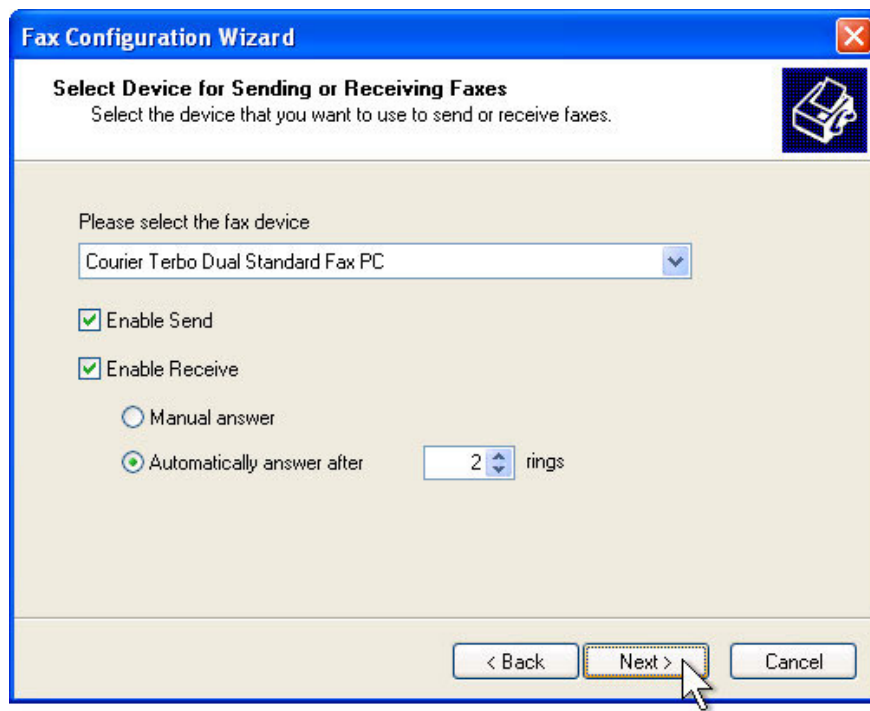 Fax Configuration Wizard
Select Device for Sending or Receiving Faxes
Select the device that you want to use to send or receive faxes.
Please select the fax device
Courier Terbo Dual Standard Fax PC
Enable Send
Enable Receive
Manual answer
Automatically answer after 2 rings
< Back Next > Cancel